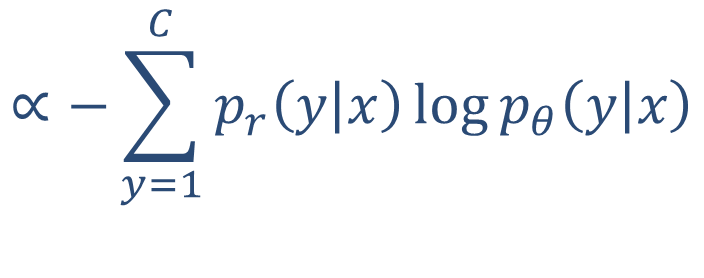 ∝ − ∑_{y=1}^{C} p_r(y|x) log p_θ(y|x)